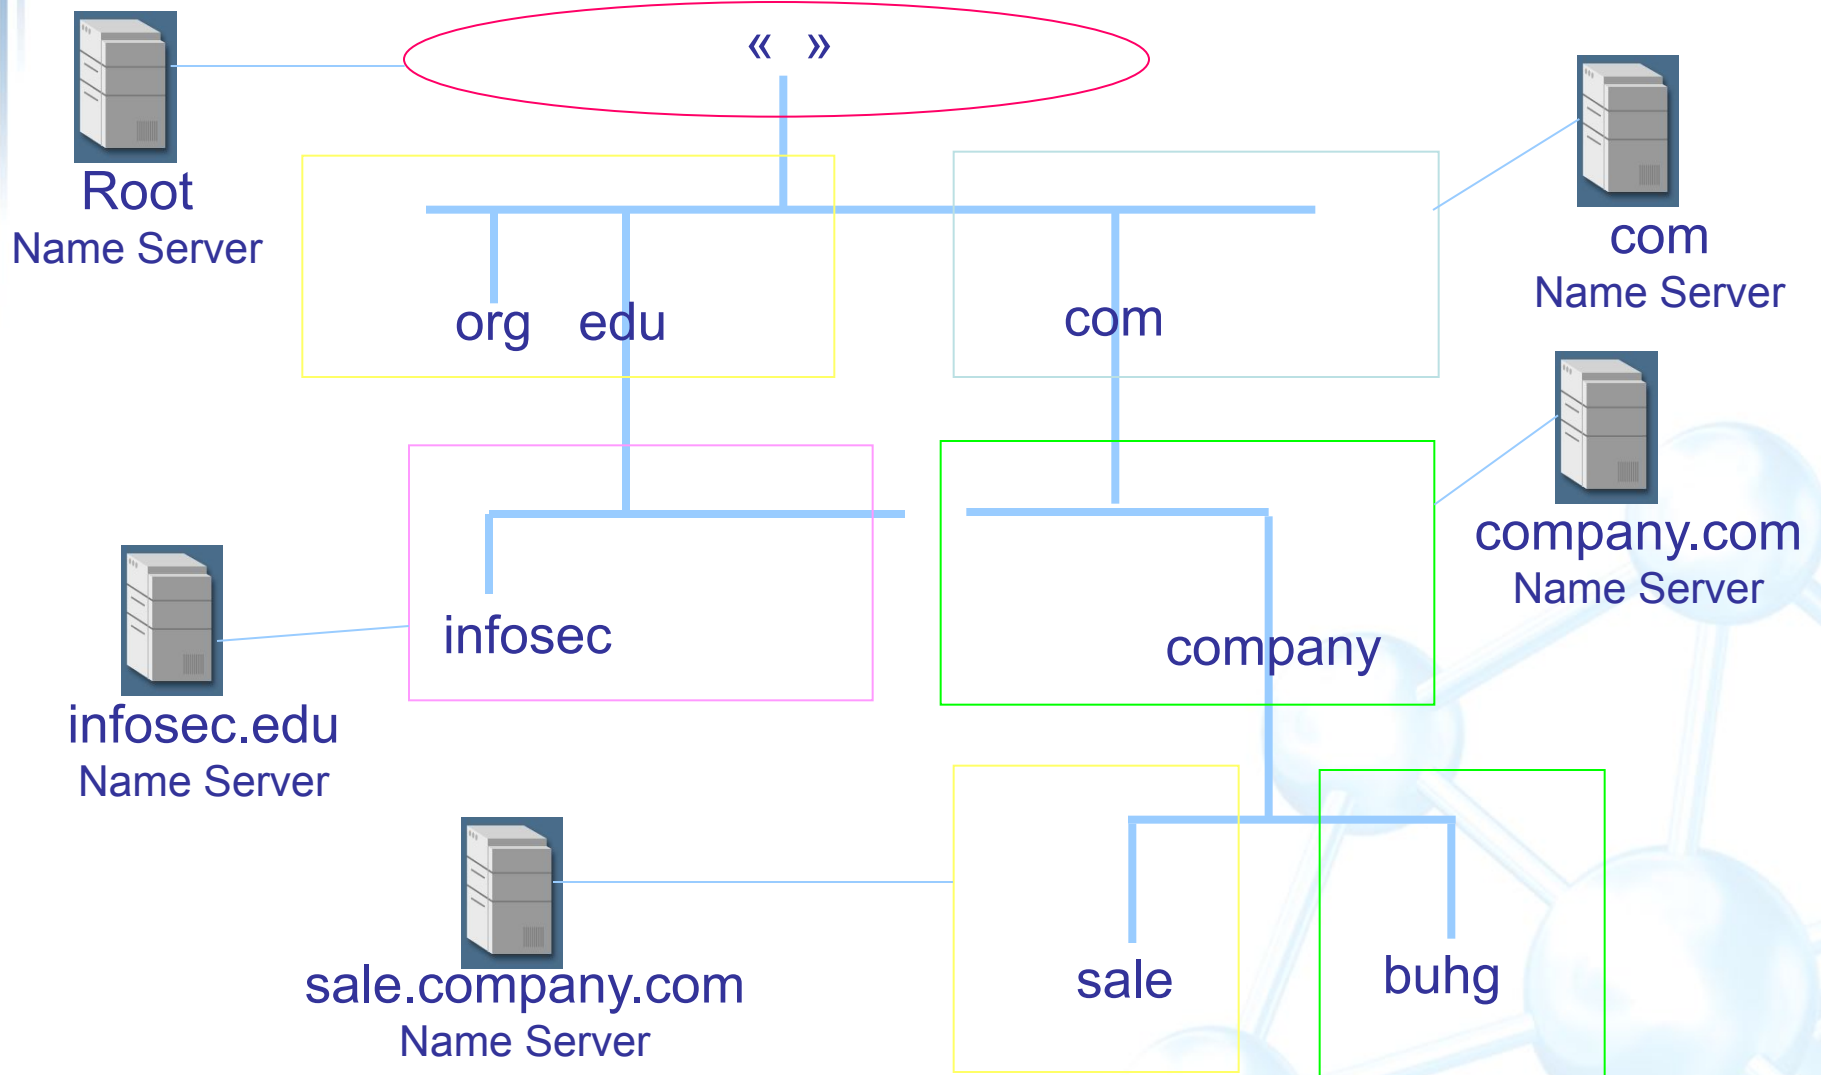 « »
Root
Name Server
com
Name Server
org edu
com
company.com
Name Server
infosec
company
infosec.edu
Name Server
sale
buhg
sale.company.com
Name Server